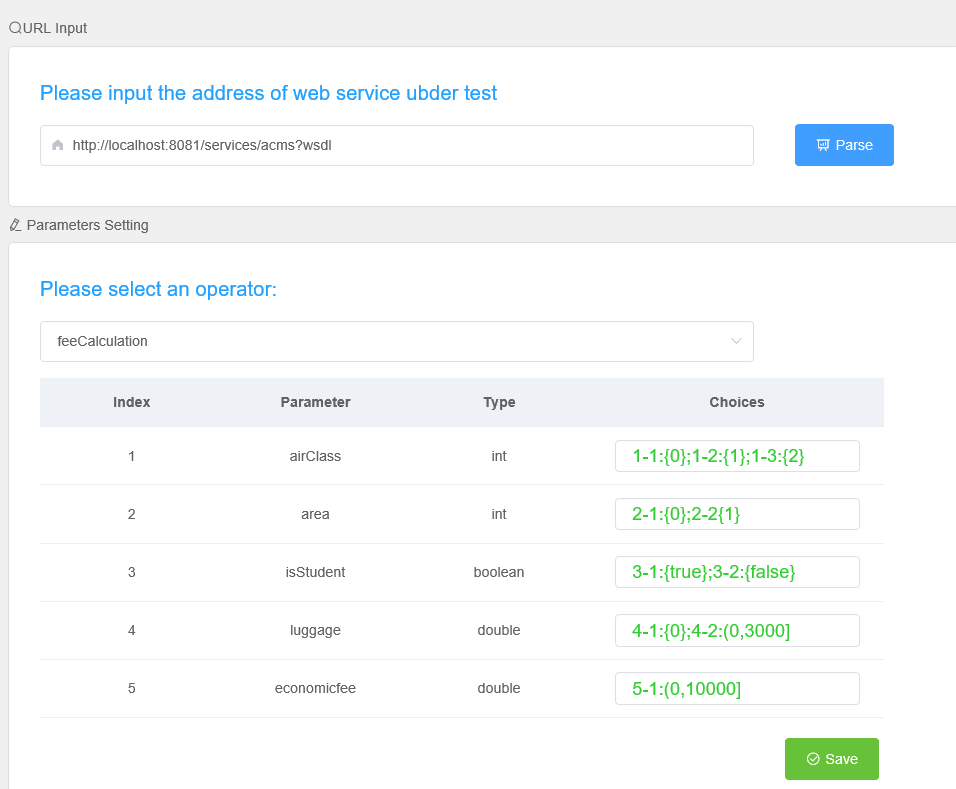 URL Input
Please input the address of web service ubder test
http://localhost:8081/services/acms?wsdl
Parse
Parameters Setting
Please select an operator:
feeCalculation
Index Parameter Type Choices
1 airClass int 1-1:{0};1-2:{1};1-3:{2}
2 area int 2-1:{0};2-2{1}
3 isStudent boolean 3-1:{true};3-2:{false}
4 luggage double 4-1:{0};4-2:(0,3000]
5 economicfee double 5-1:(0,10000]
Save